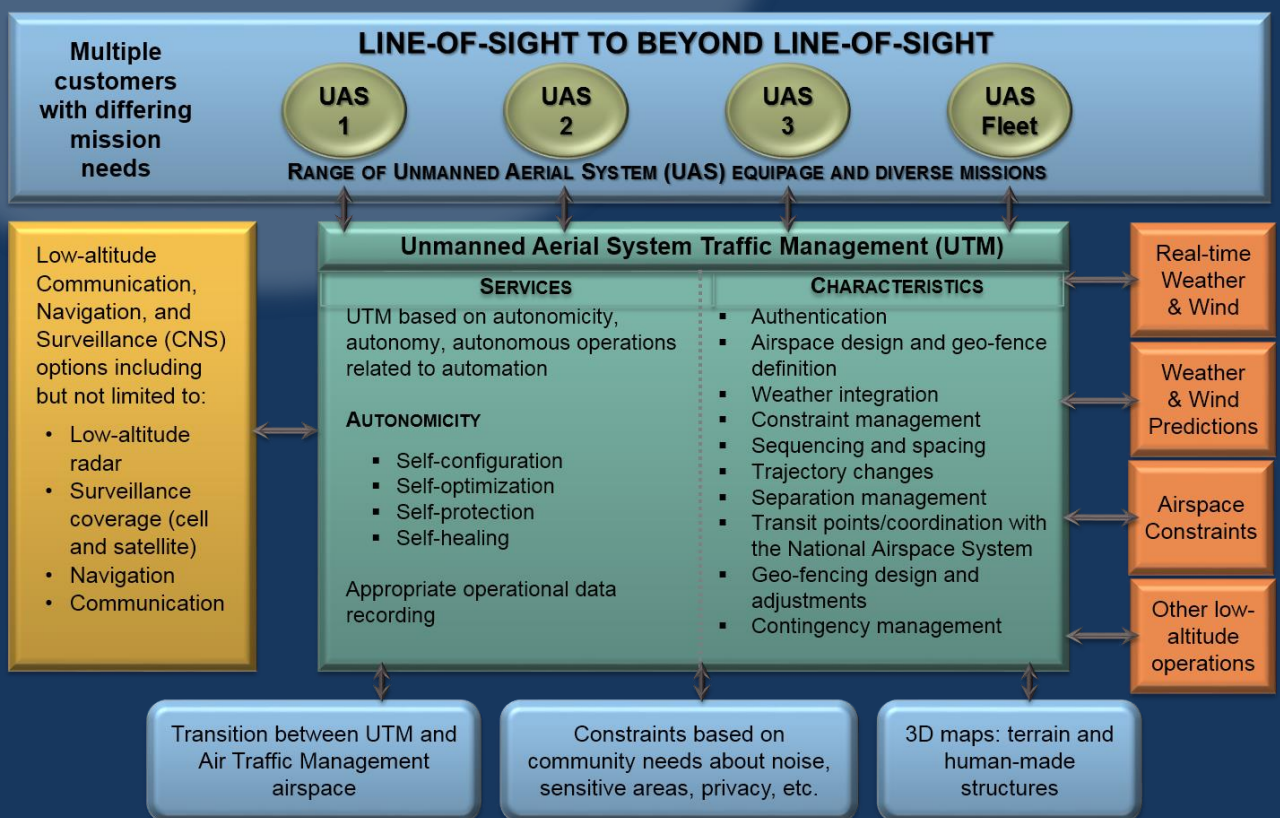 Multiple
customers
with differing
mission
needs
LINE-OF-SIGHT TO BEYOND LINE-OF-SIGHT
UAS
1
UAS
2
UAS
3
UAS
Fleet
RANGE OF UNMANNED AERIAL SYSTEM (UAS) EQUIPAGE AND DIVERSE MISSIONS
Low-altitude
Communication,
Navigation, and
Surveillance (CNS)
options including
but not limited to:
• Low-altitude
radar
• Surveillance
coverage (cell
and satellite)
• Navigation
• Communication
Unmanned Aerial System Traffic Management (UTM)
SERVICES
UTM based on autonomicity,
autonomy, autonomous operations
related to automation
AUTONOMICITY
▪ Self-configuration
▪ Self-optimization
▪ Self-protection
▪ Self-healing
Appropriate operational data
recording
CHARACTERISTICS
▪ Authentication
▪ Airspace design and geo-fence
definition
▪ Weather integration
▪ Constraint management
▪ Sequencing and spacing
▪ Trajectory changes
▪ Separation management
▪ Transit points/coordination with
the National Airspace System
▪ Geo-fencing design and
adjustments
▪ Contingency management
Real-time
Weather
& Wind
Weather
& Wind
Predictions
Airspace
Constraints
Other low-
altitude
operations
Transition between UTM and
Air Traffic Management
airspace
Constraints based on
community needs about noise,
sensitive areas, privacy, etc.
3D maps: terrain and
human-made
structures